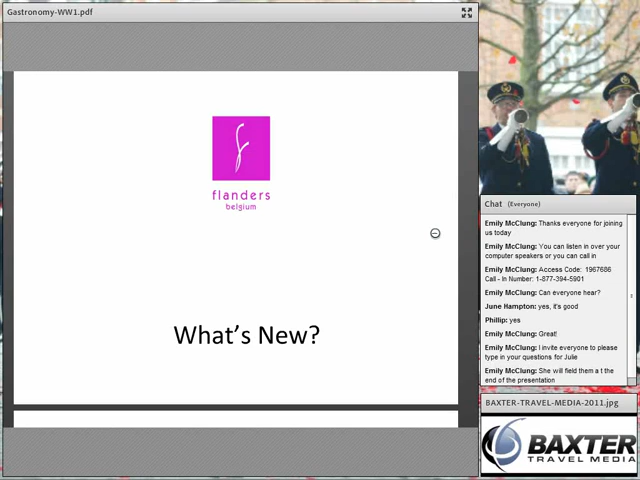 Gastronomy-WW1.pdf
flanders
belgium
What's New?
Chat (Everyone)
Emily McClung: Thanks everyone for joining
us today
Emily McClung: You can listen in over your
computer speakers or you can call in
Emily McClung: Access Code: 1967686
Call - In Number: 1-877-394-5901
Emily McClung: Can everyone hear?
June Hampton: yes, it's good
Phillip: yes
Emily McClung: Great!
Emily McClung: I invite everyone to please
type in your questions for Julie
Emily McClung: She will field them a t the
end of the presentation
BAXTER-TRAVEL-MEDIA-2011.jpg
BAXTER
TRAVEL MEDIA